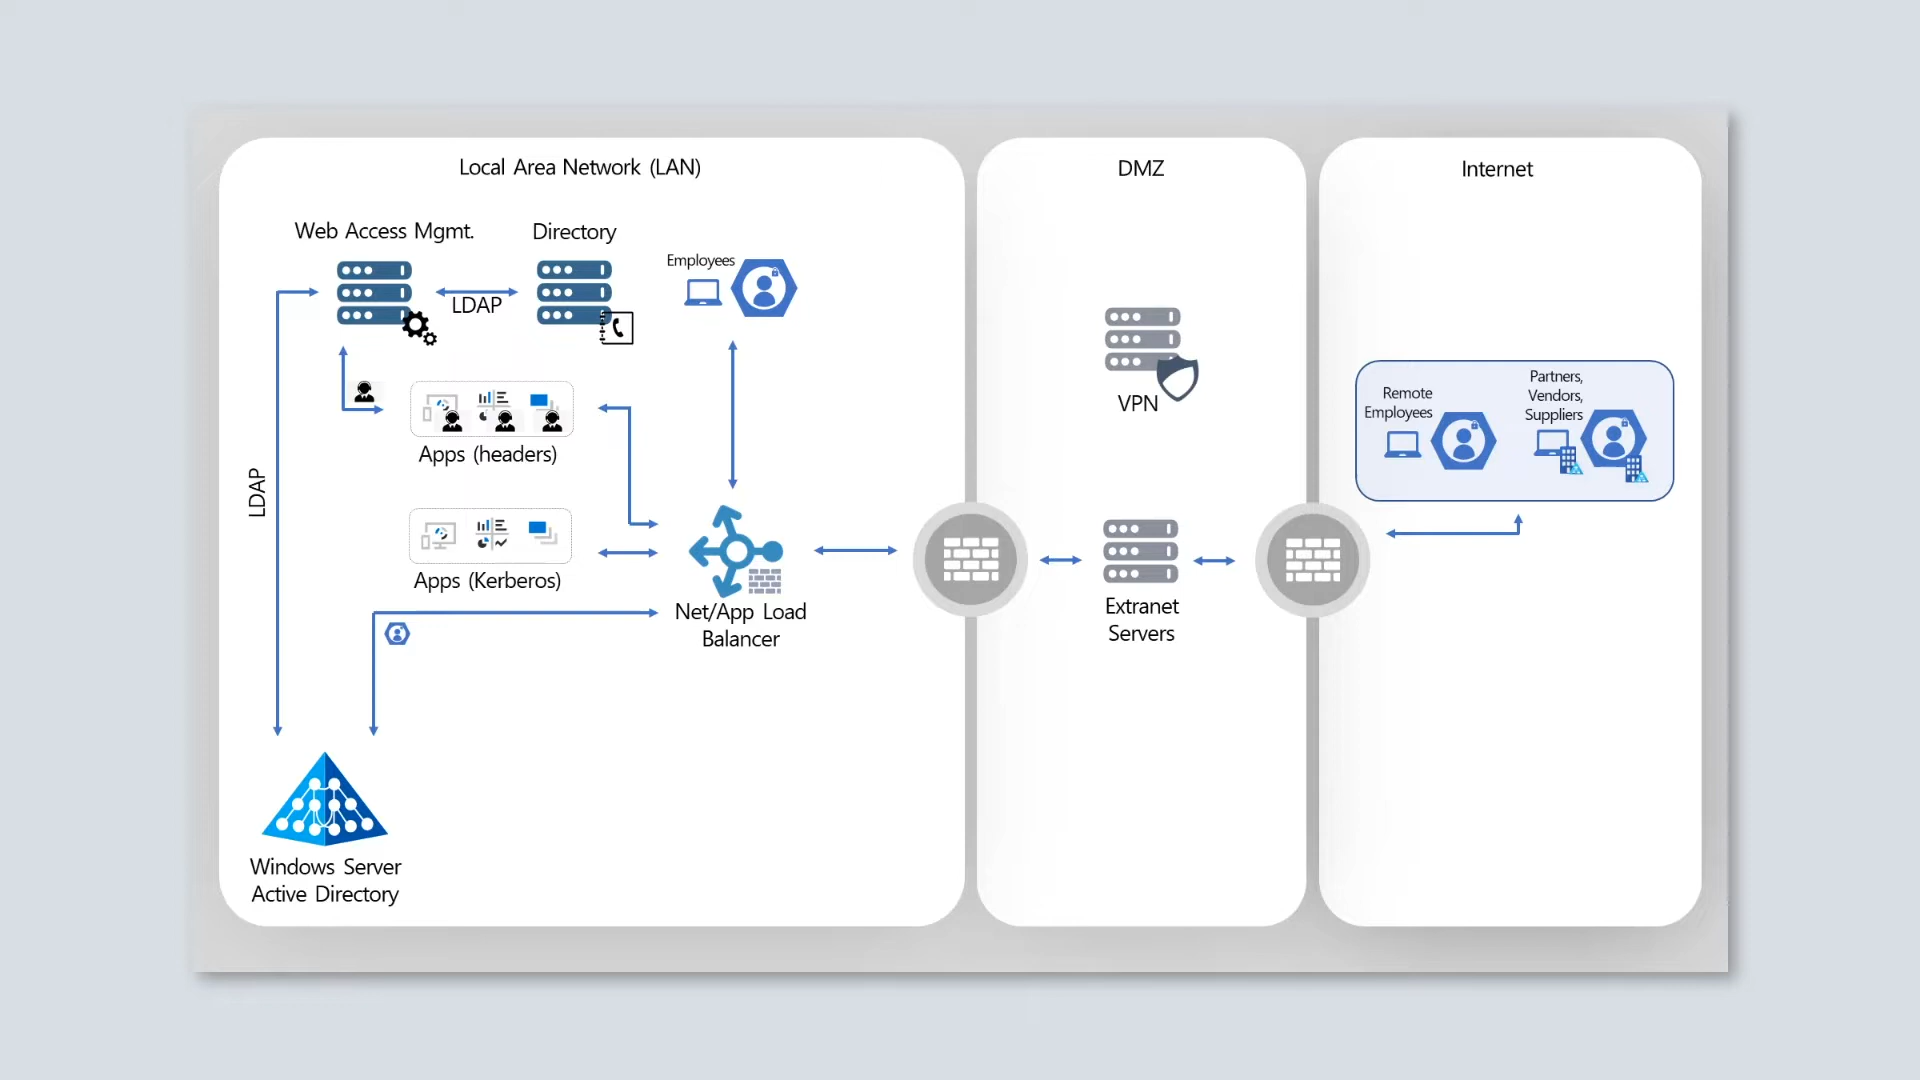 Local Area Network (LAN)
DMZ
Internet
Web Access Mgmt.
Directory
Employees
LDAP
Apps (headers)
LDAP
Apps (Kerberos)
Net/App Load
Balancer
Windows Server
Active Directory
VPN
Extranet
Servers
Remote
Employees
Partners,
Vendors,
Suppliers